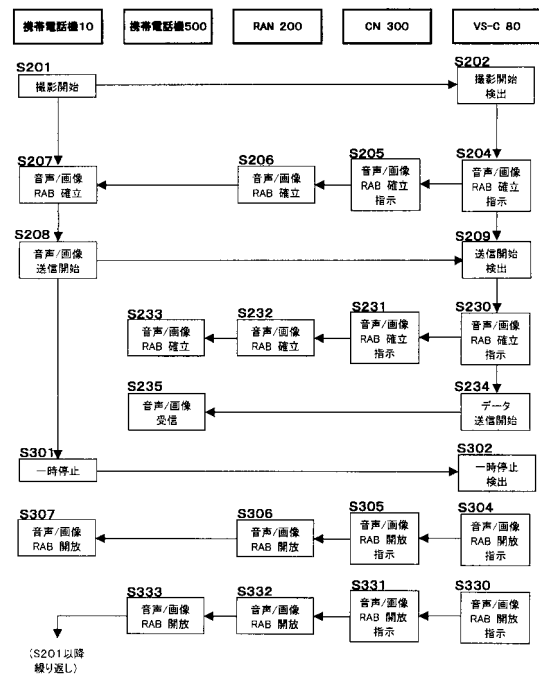 携帯電話機10
携帯電話機500
RAN 200
CN 300
VS-C 80
S201
撮影開始
S202
撮影開始
検出
S207
音声/画像
RAB 確立
S206
音声/画像
RAB 確立
S205
音声/画像
RAB 確立
指示
S204
音声/画像
RAB 確立
指示
S208
音声/画像
送信開始
S209
送信開始
検出
S233
音声/画像
RAB 確立
S232
音声/画像
RAB 確立
S231
音声/画像
RAB 確立
指示
S230
音声/画像
RAB 確立
指示
S235
音声/画像
受信
S234
データ
送信開始
S301
一時停止
S302
一時停止
検出
S307
音声/画像
RAB 開放
S306
音声/画像
RAB 開放
S305
音声/画像
RAB 開放
指示
S304
音声/画像
RAB 開放
指示
S333
音声/画像
RAB 開放
S332
音声/画像
RAB 開放
S331
音声/画像
RAB 開放
指示
S330
音声/画像
RAB 開放
指示
(S201以降
繰り返し)